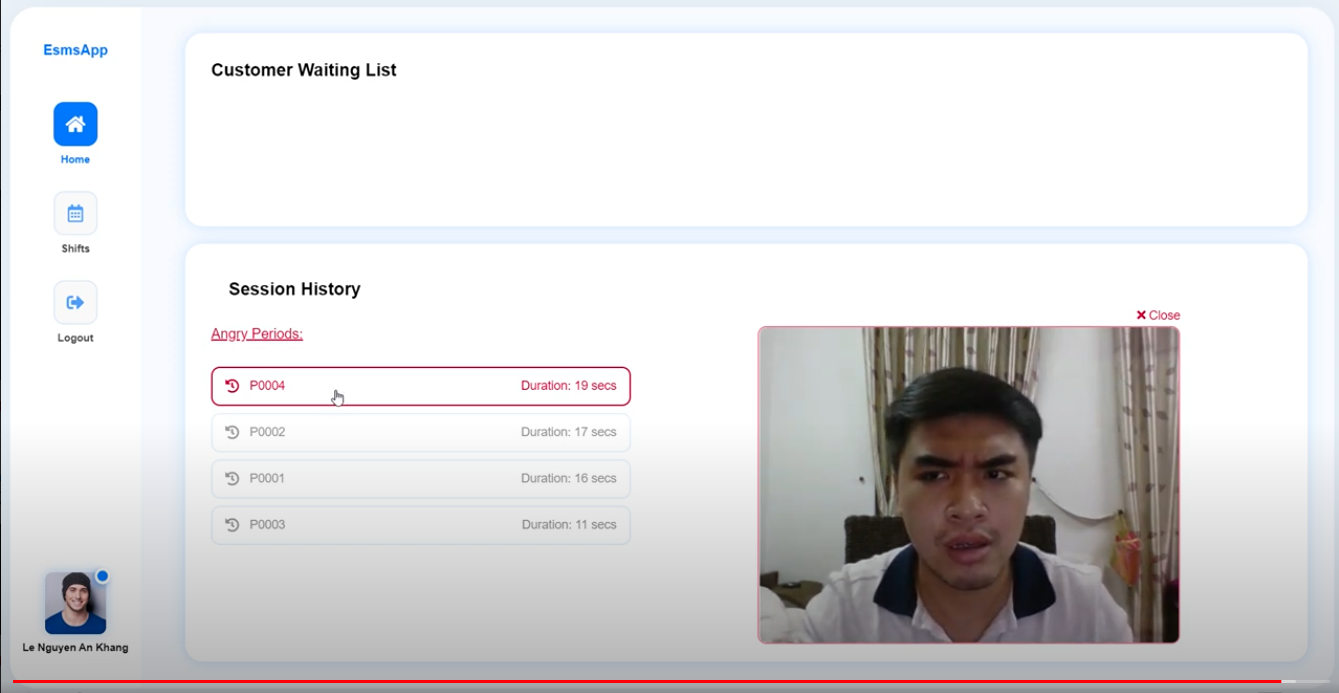 EsmsApp
Home
Shifts
Logout
Le Nguyen An Khang
Customer Waiting List
Session History
Angry Periods:
P0004 Duration: 19 secs
P0002 Duration: 17 secs
P0001 Duration: 16 secs
P0003 Duration: 11 secs
Close